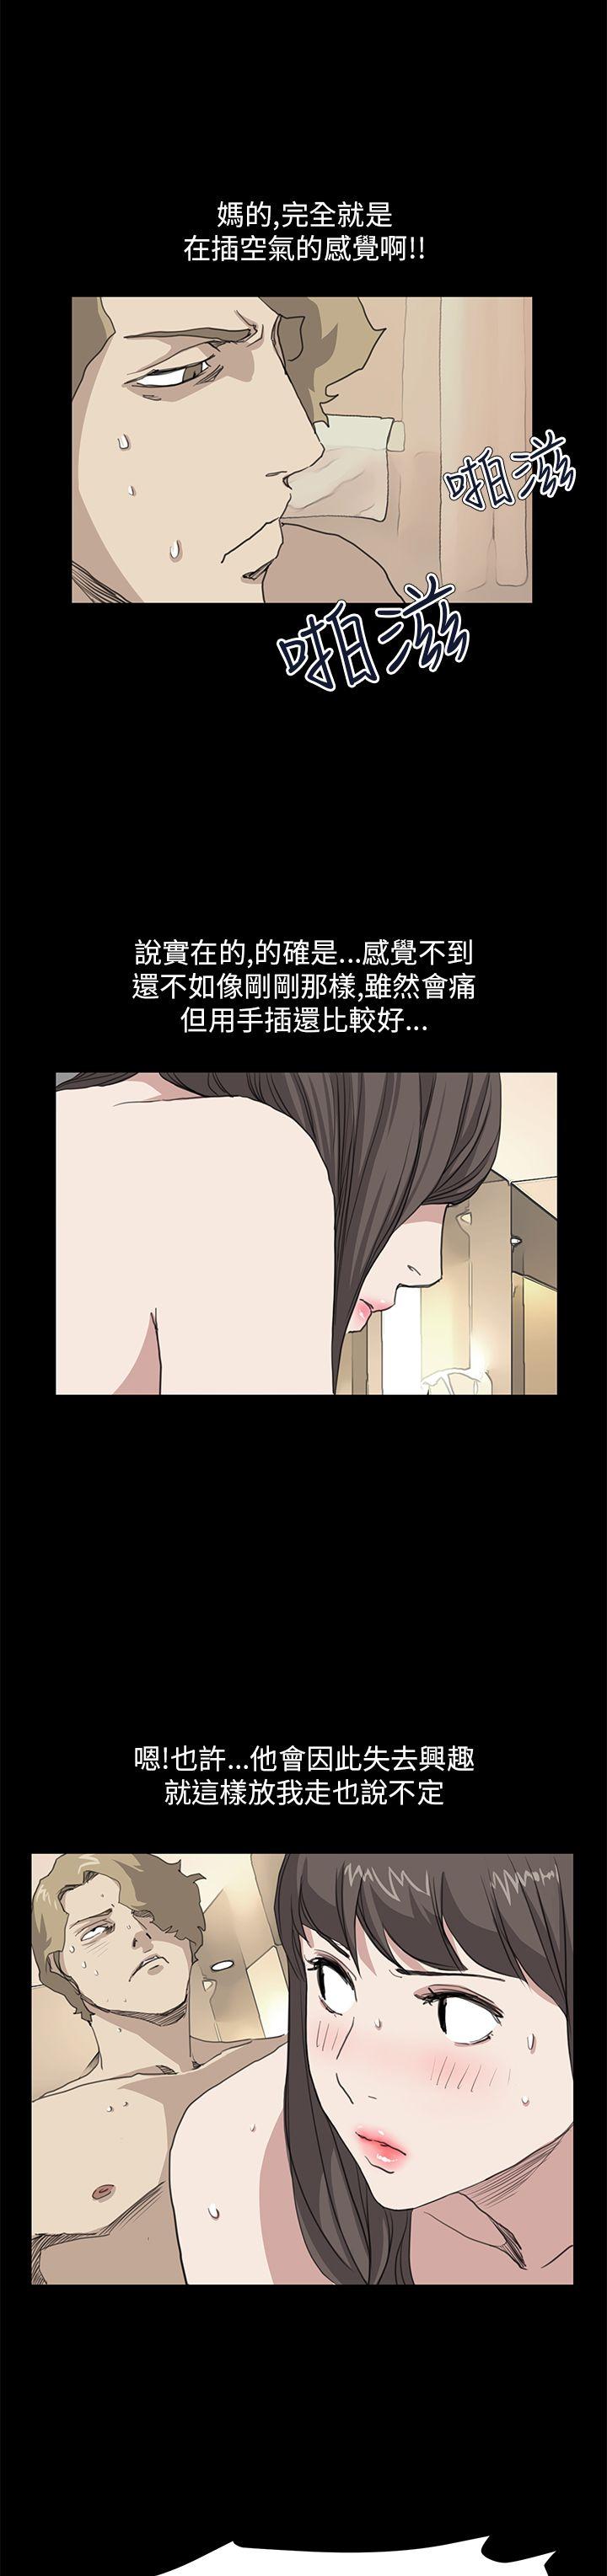 媽的,完全就是
在插空氣的感覺啊!!
啪滋
啪滋
說實在的,的確是...感覺不到
還不如像剛剛那樣,雖然會痛
但用手插還比較好...
嗯!也許...他會因此失去興趣
就這樣放我走也說不定